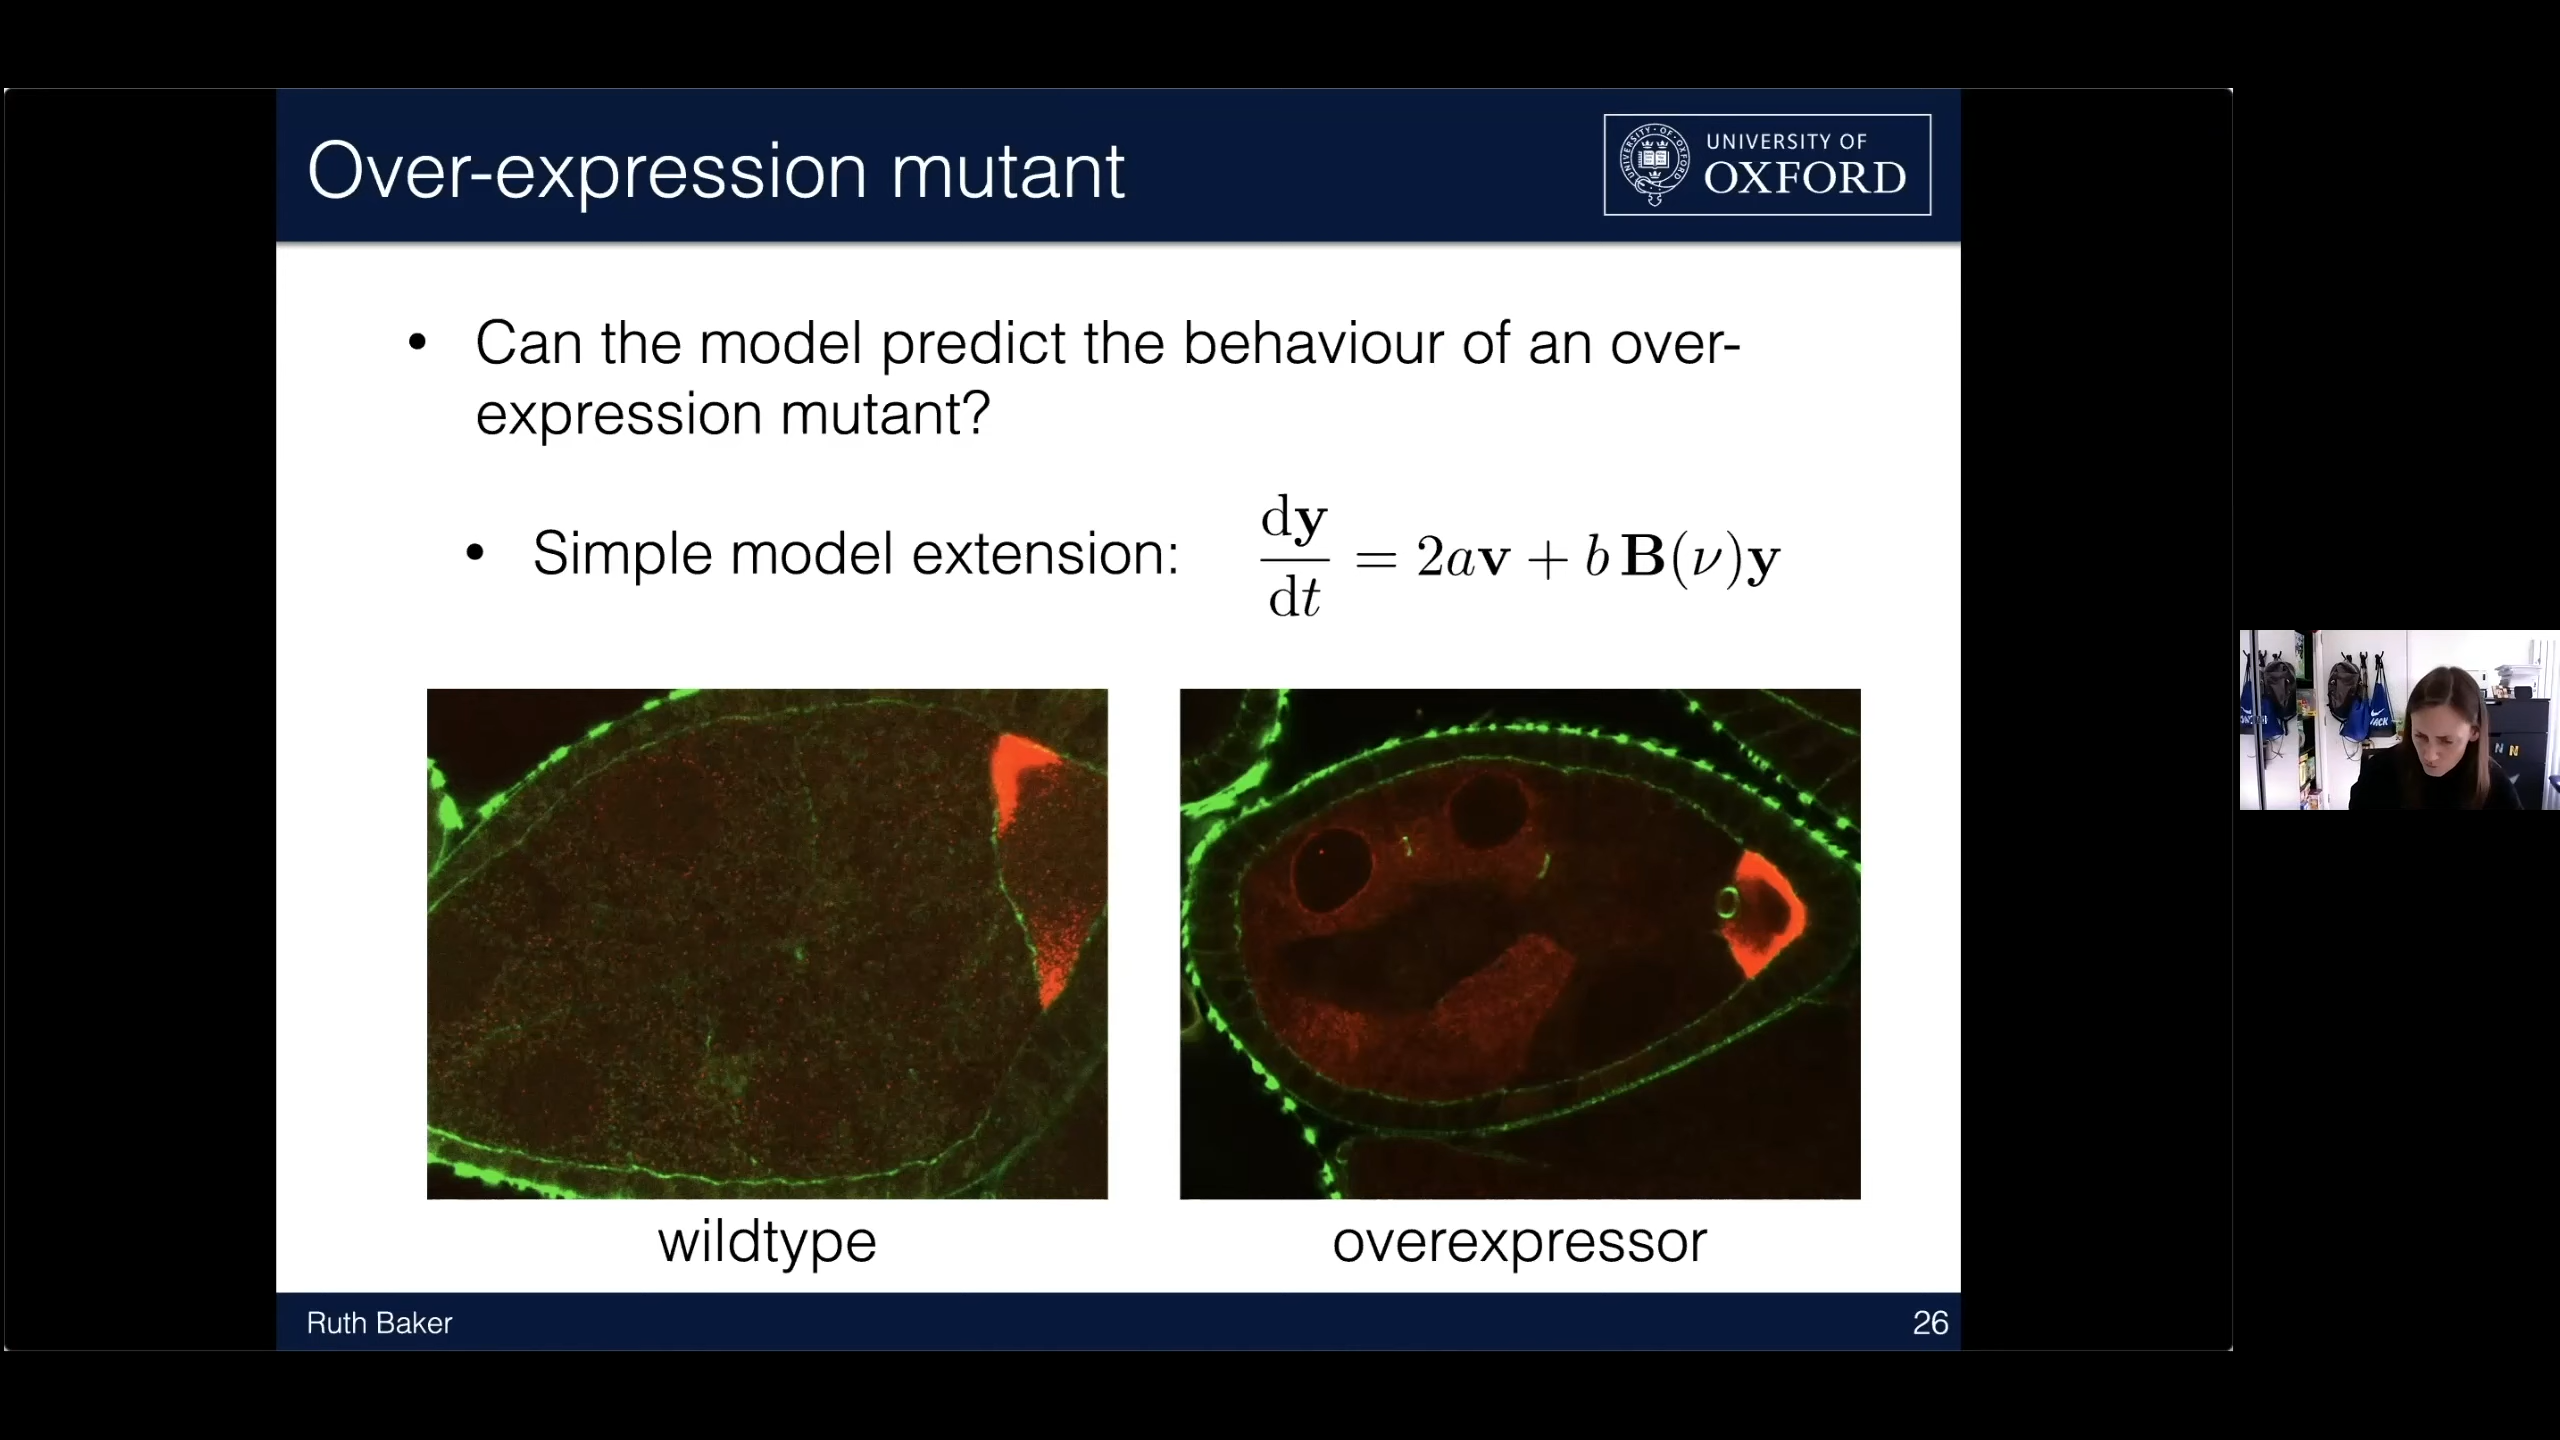 Over-expression mutant
UNIVERSITY OF
OXFORD
• Can the model predict the behaviour of an over-
expression mutant?
• Simple model extension: d𝐲/d𝑡 = 2𝑎𝐯 + 𝑏 𝐁(𝜈)𝐲
wildtype
overexpressor
Ruth Baker
26
JACK